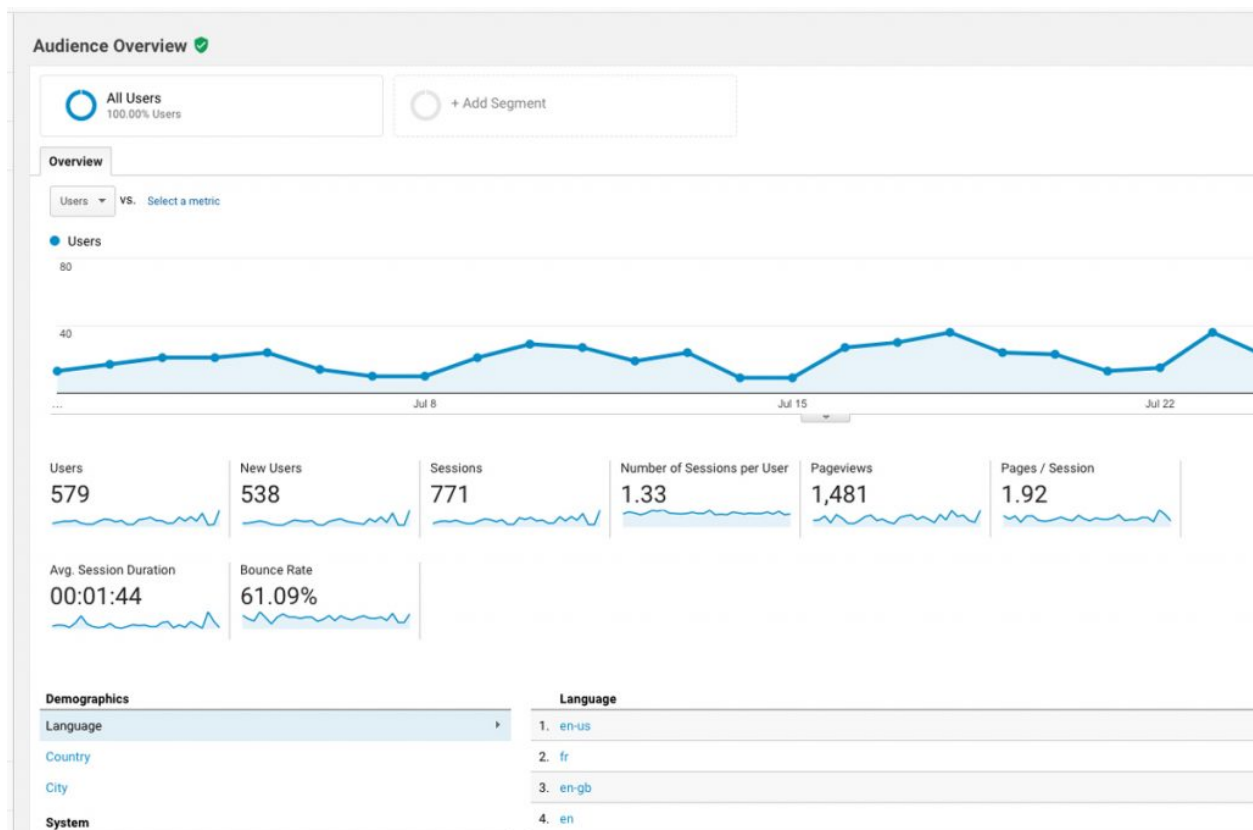 Audience Overview
All Users
100.00% Users
+ Add Segment
Overview
Users VS. Select a metric
Users
80
40
... Jul 8 Jul 15 Jul 22
Users New Users Sessions Number of Sessions per User Pageviews Pages / Session
579 538 771 1.33 1,481 1.92
Avg. Session Duration Bounce Rate
00:01:44 61.09%
Demographics Language
Language 1. en-us
Country 2. fr
City 3. en-gb
System 4. en